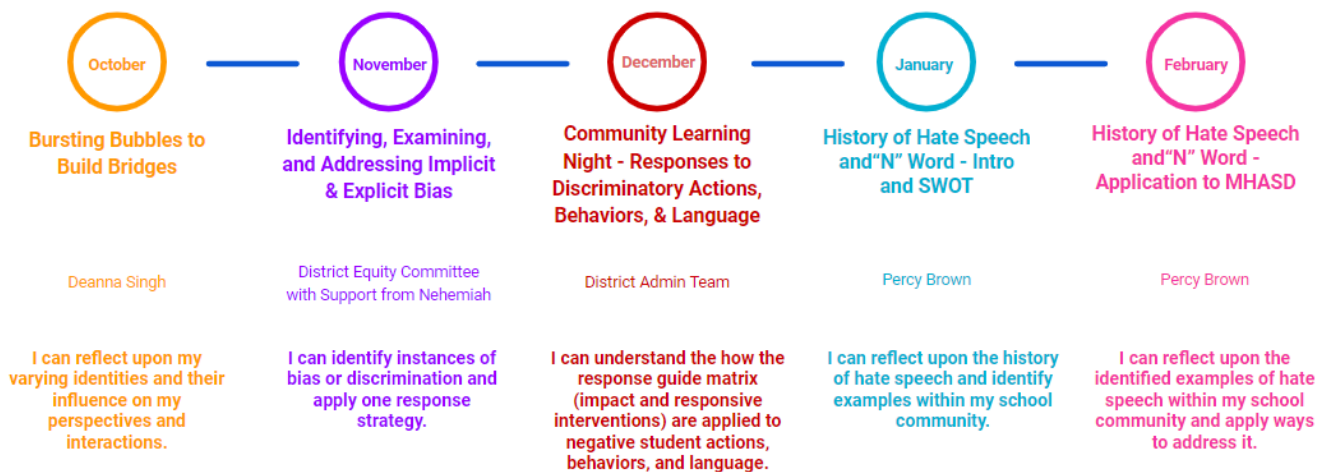 October
November
December
January
February
Bursting Bubbles to
Build Bridges
Identifying, Examining,
and Addressing Implicit
& Explicit Bias
Community Learning
Night - Responses to
Discriminatory Actions,
Behaviors, & Language
History of Hate Speech
and“N” Word - Intro
and SWOT
History of Hate Speech
and“N” Word -
Application to MHASD
Deanna Singh
District Equity Committee
with Support from Nehemiah
District Admin Team
Percy Brown
Percy Brown
I can reflect upon my
varying identities and their
influence on my
perspectives and
interactions.
I can identify instances of
bias or discrimination and
apply one response
strategy.
I can understand the how the
response guide matrix
(impact and responsive
interventions) are applied to
negative student actions,
behaviors, and language.
I can reflect upon the history
of hate speech and identify
examples within my school
community.
I can reflect upon the
identified examples of hate
speech within my school
community and apply ways
to address it.